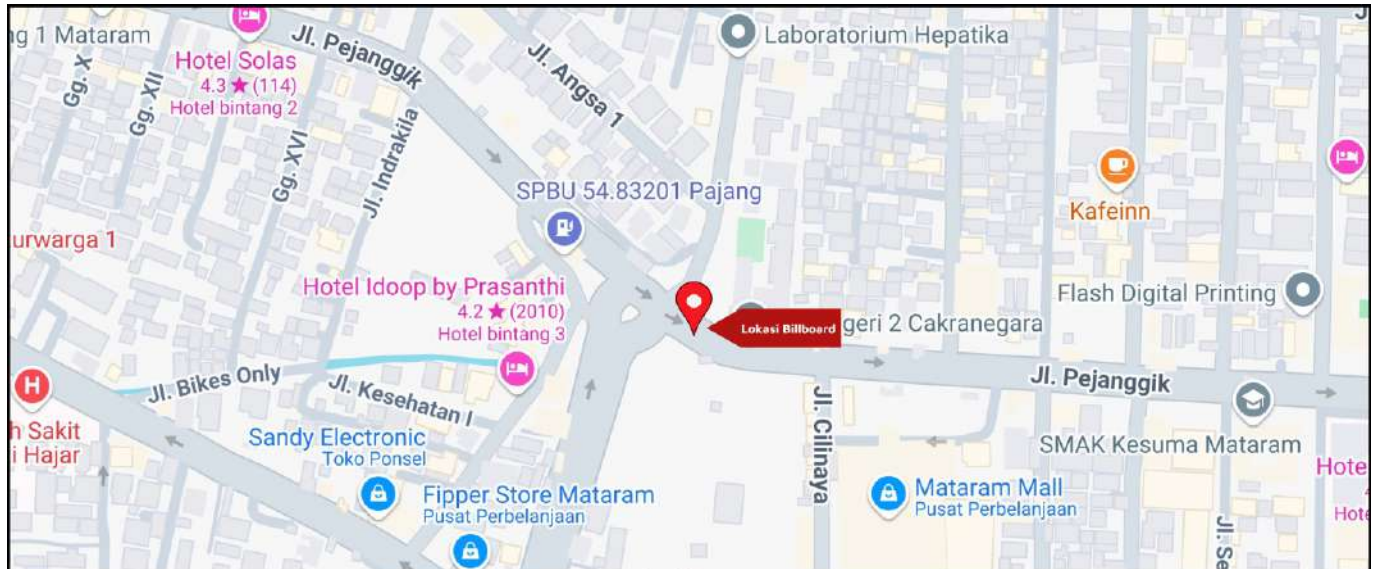 g 1 Mataram
Gg. X
Gg. XII
Hotel Solas
4.3 ★ (114)
Hotel bintang 2
Jl. Pejanggik
Jl. Angsa 1
Laboratorium Hepatika
Gg. XVI
Jl. Indrakila
SPBU 54.83201 Pajang
Kafeinn
urwarga 1
Hotel Idoop by Prasanthi
4.2 ★ (2010)
Hotel bintang 3
Flash Digital Printing
Lokasi Billboard
geri 2 Cakranegara
Jl. Bikes Only
Jl. Kesehatan I
Jl. Pejanggik
H
h Sakit
i Hajar
Sandy Electronic
Toko Ponsel
Jl. Cilinaya
SMAK Kesuma Mataram
Hote
Hote
Fipper Store Mataram
Pusat Perbelanjaan
Mataram Mall
Pusat Perbelanjaan
Jl. Se